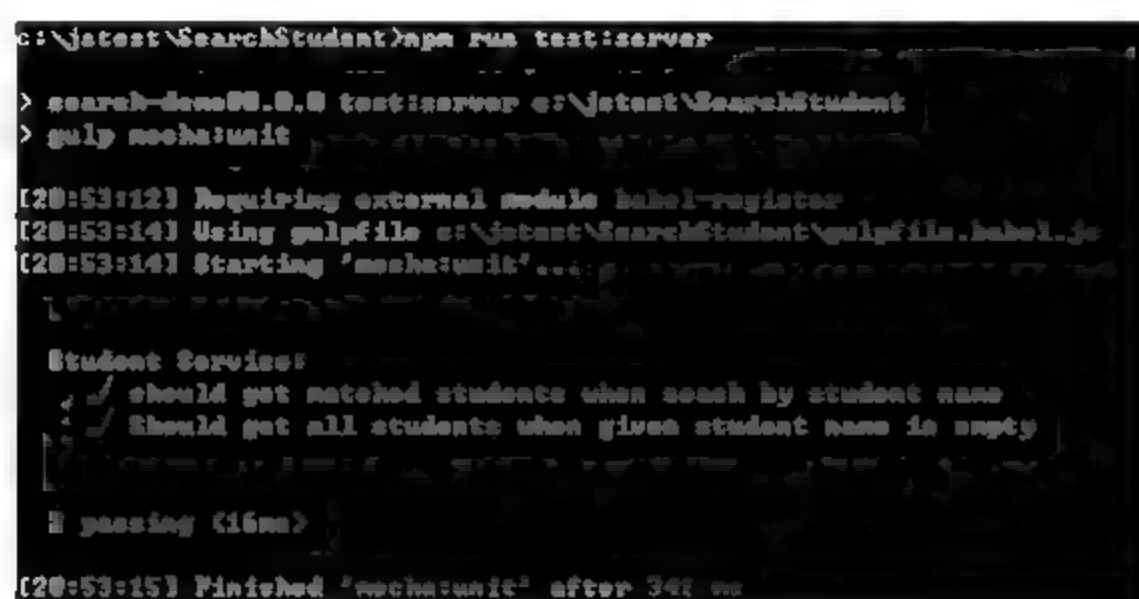 c:\jstest\SearchStudent>npm run test:server
> search-demo@0.0.0 test:server c:\jstest\SearchStudent
> gulp mocha:unit
[20:53:12] Requiring external module babel-register
[20:53:14] Using gulpfile c:\jstest\SearchStudent\gulpfile.babel.js
[20:53:14] Starting 'mocha:unit'...
Student Service:
✓ should get matched students when seach by student name
✓ Should get all students when given student name is empty
passing (16ms)
[20:53:15] Finished 'mocha:unit' after ms